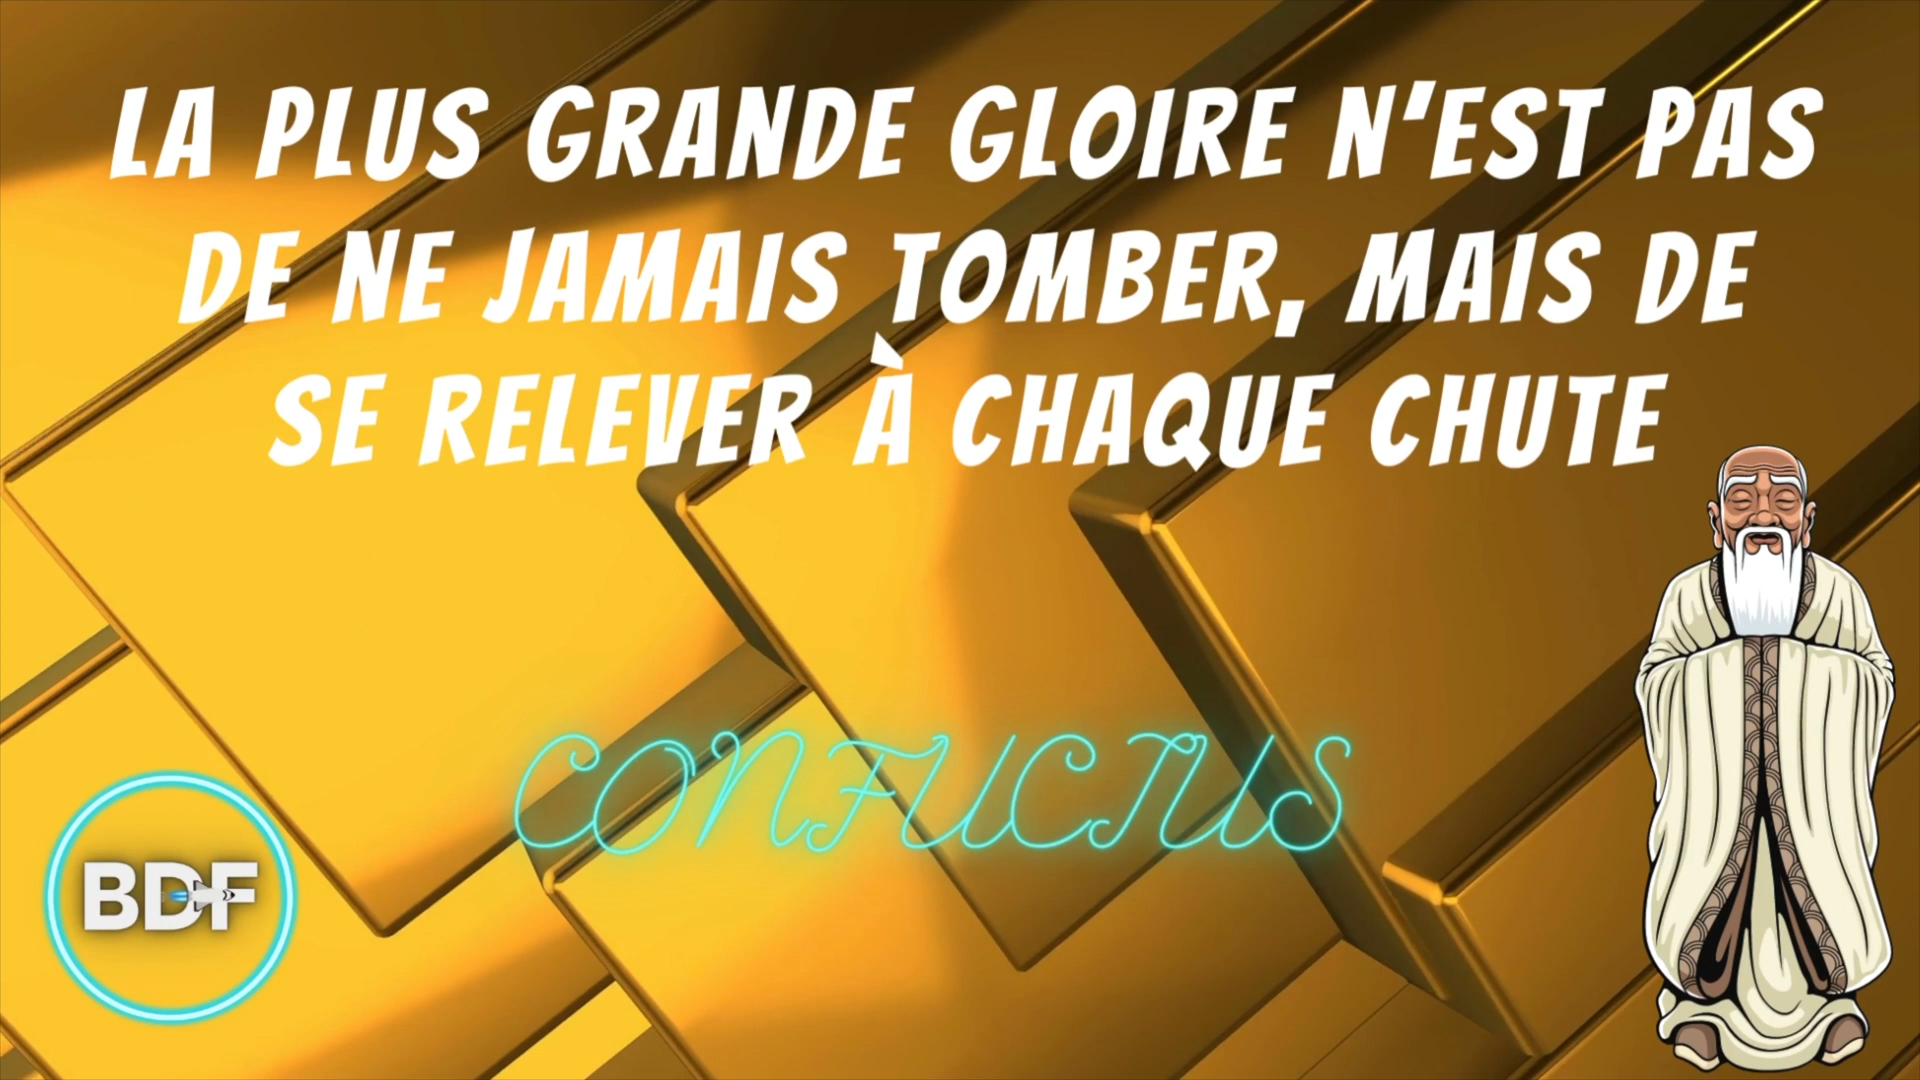 LA PLUS GRANDE GLOIRE N'EST PAS
DE NE JAMAIS TOMBER, MAIS DE
SE RELEVER À CHAQUE CHUTE
CONFUCIUS
BDF